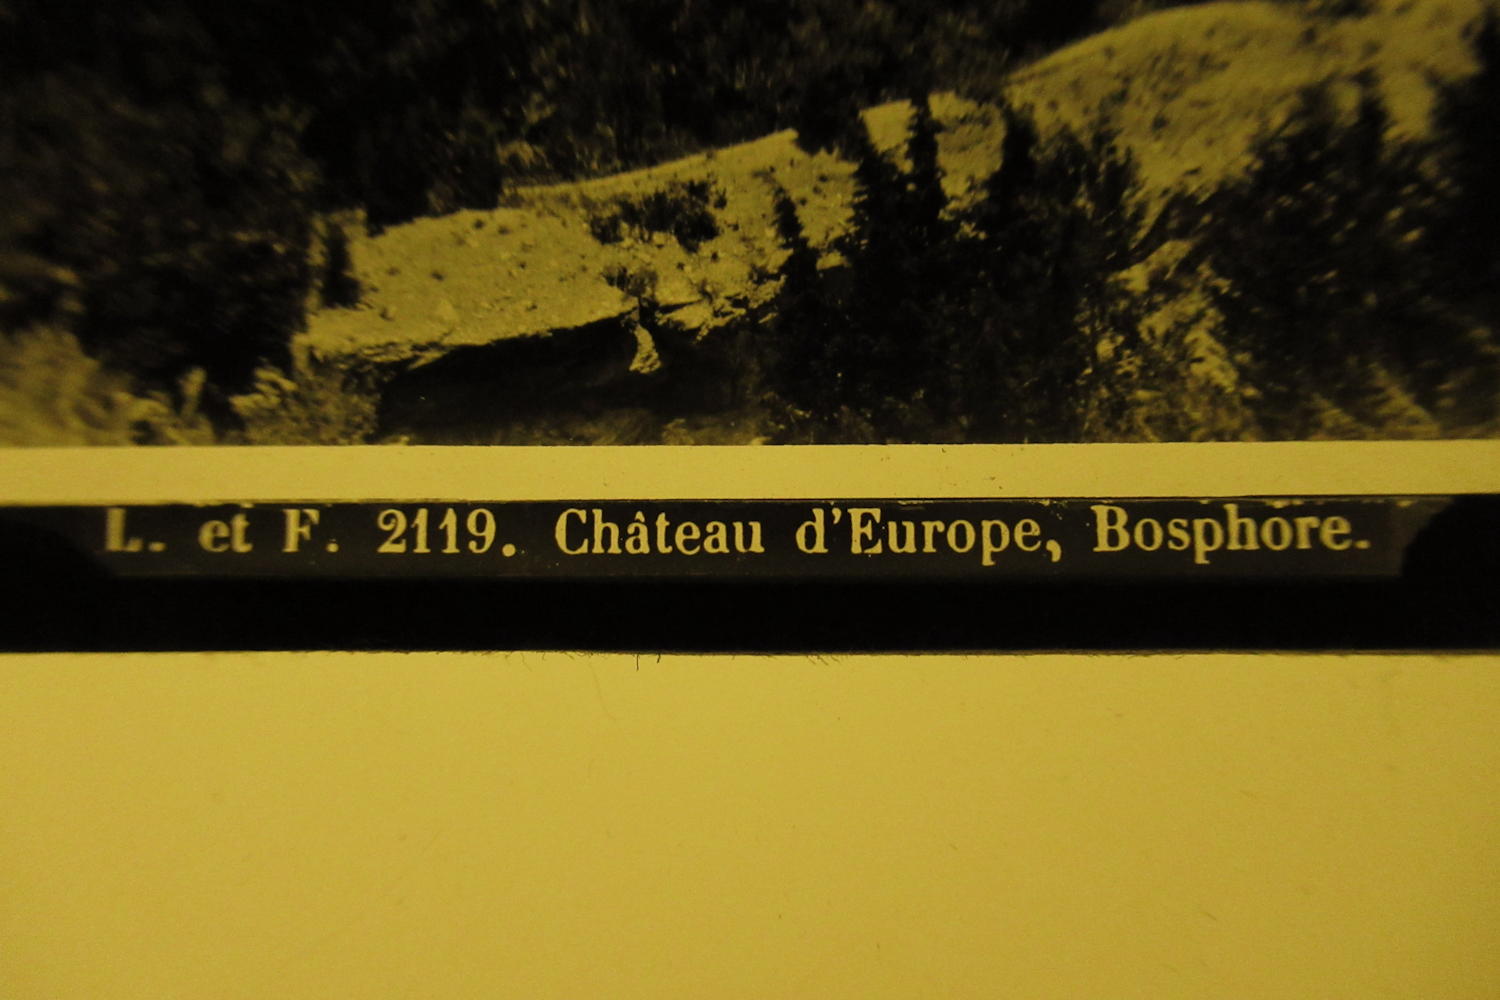 L. et F. 2119. Château d'Europe, Bosphore.